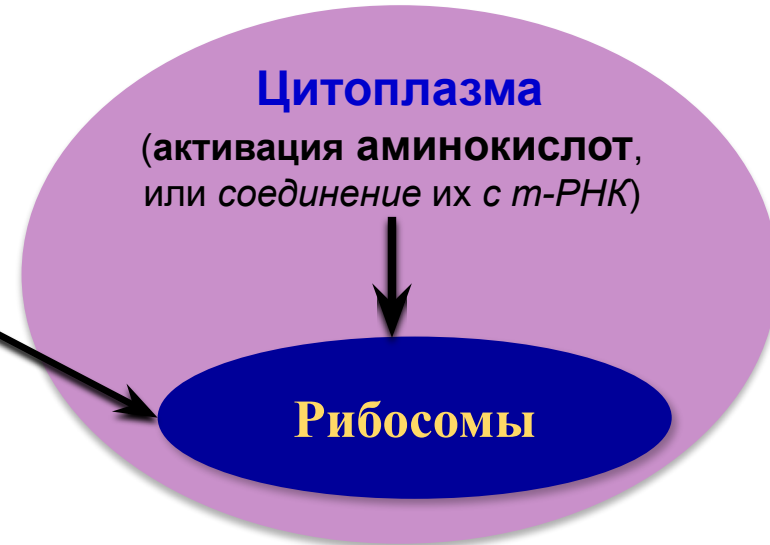 Цитоплазма
(активация аминокислот,
или соединение их с т-РНК)
Рибосомы